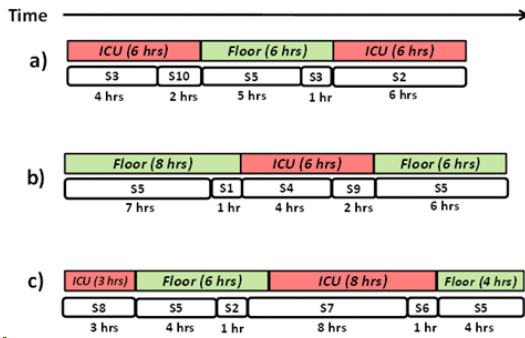 Time
a)
ICU (6 hrs) Floor (6 hrs) ICU (6 hrs)
S3 S10 S5 S3 S2
4 hrs 2 hrs 5 hrs 1 hr 6 hrs
b)
Floor (8 hrs) ICU (6 hrs) Floor (6 hrs)
S5 S1 S4 S9 S5
7 hrs 1 hr 4 hrs 2 hrs 6 hrs
c)
ICU (3 hrs) Floor (6 hrs) ICU (8 hrs) Floor (4 hrs)
S8 S5 S2 S7 S6 S5
3 hrs 4 hrs 1 hr 8 hrs 1 hr 4 hrs